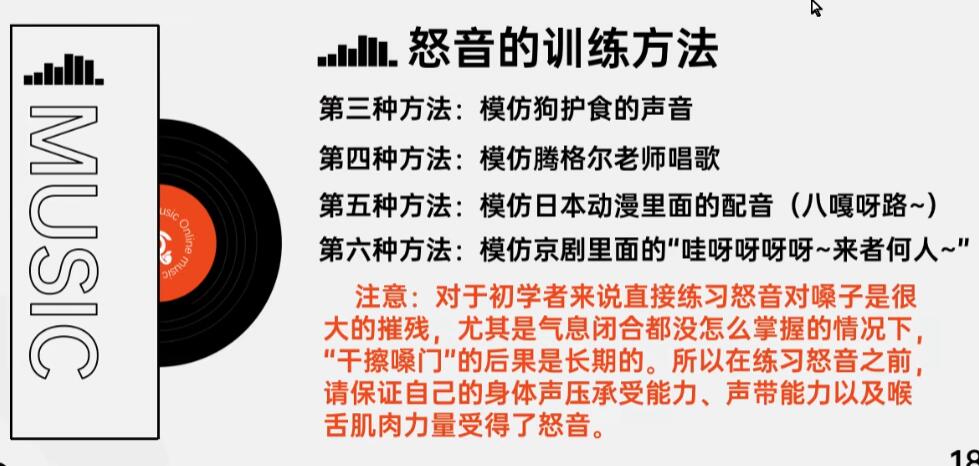 MUSIC
usic Online music
怒音的训练方法
第三种方法：模仿狗护食的声音
第四种方法：模仿腾格尔老师唱歌
第五种方法：模仿日本动漫里面的配音（八嘎呀路~）
第六种方法：模仿京剧里面的“哇呀呀呀呀~来者何人~”
注意：对于初学者来说直接练习怒音对嗓子是很
大的摧残，尤其是气息闭合都没怎么掌握的情况下，
“干擦嗓门”的后果是长期的。所以在练习怒音之前，
请保证自己的身体声压承受能力、声带能力以及喉
舌肌肉力量受得了怒音。
18